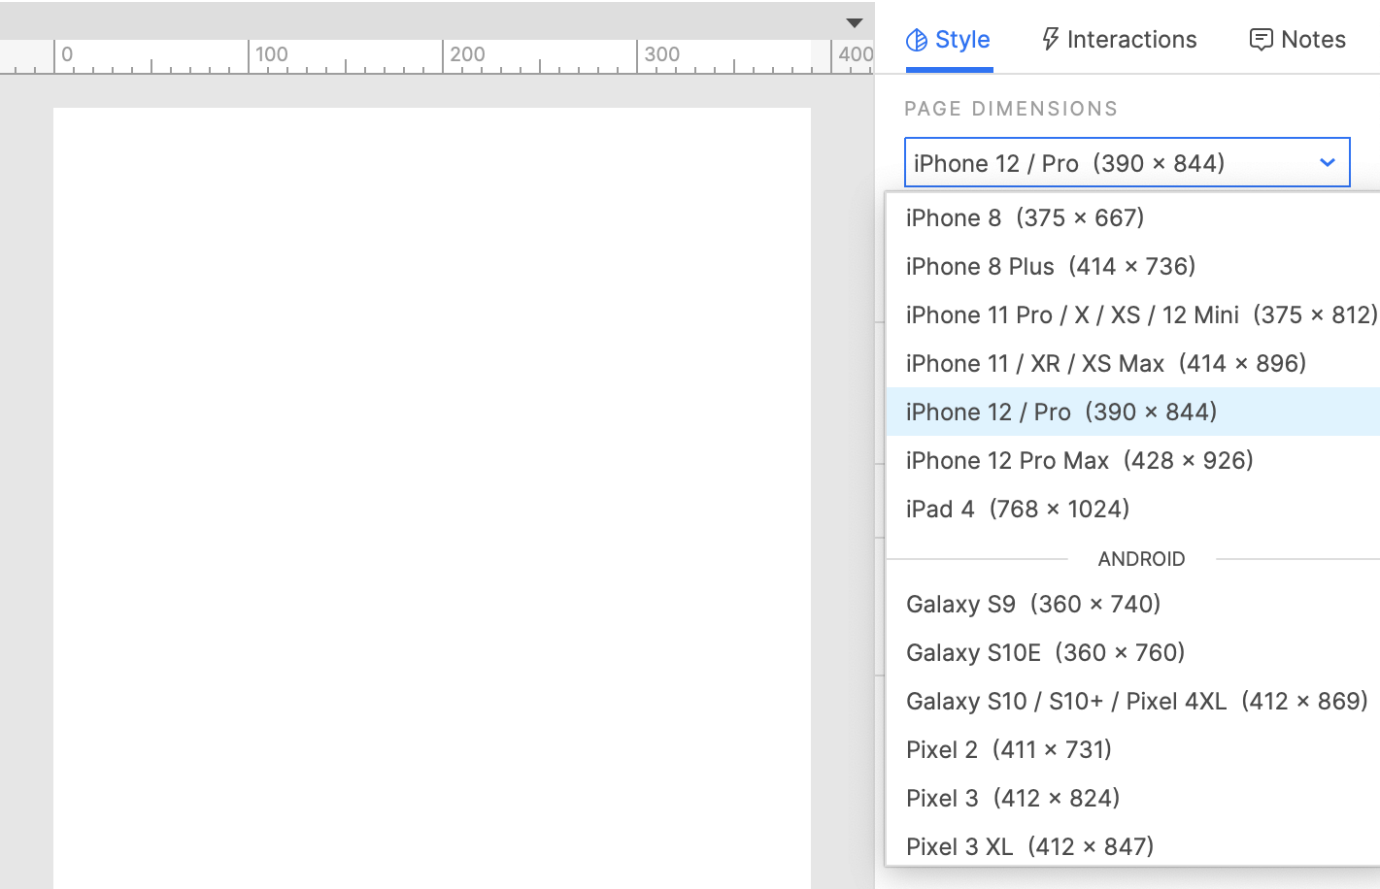 0 100 200 300 400
Style Interactions Notes
PAGE DIMENSIONS
iPhone 12 / Pro (390 × 844)
iPhone 8 (375 × 667)
iPhone 8 Plus (414 × 736)
iPhone 11 Pro / X / XS / 12 Mini (375 × 812)
iPhone 11 / XR / XS Max (414 × 896)
iPhone 12 / Pro (390 × 844)
iPhone 12 Pro Max (428 × 926)
iPad 4 (768 × 1024)
ANDROID
Galaxy S9 (360 × 740)
Galaxy S10E (360 × 760)
Galaxy S10 / S10+ / Pixel 4XL (412 × 869)
Pixel 2 (411 × 731)
Pixel 3 (412 × 824)
Pixel 3 XL (412 × 847)